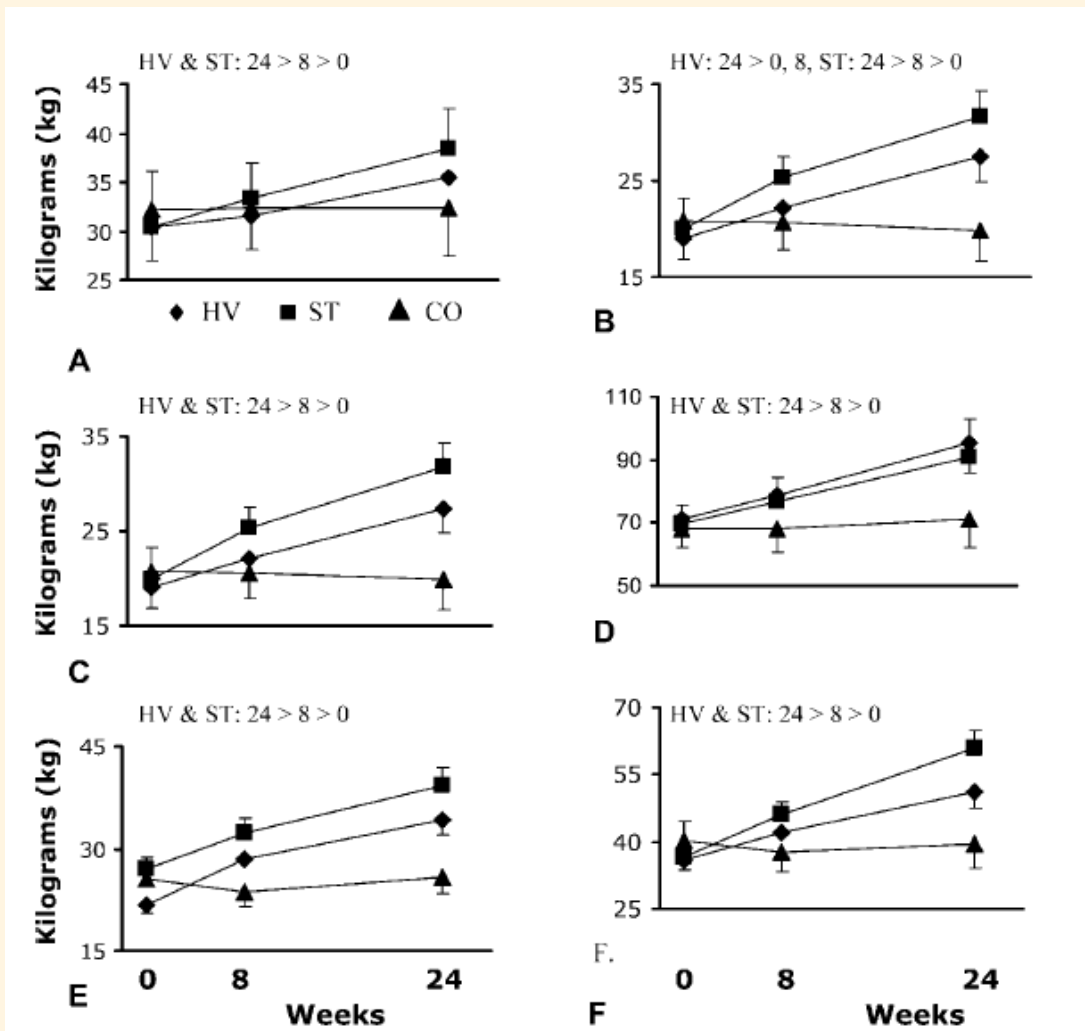 HV & ST: 24 > 8 > 0
Kilograms (kg)
45
40
35
30
25
HV ST CO
A
HV: 24 > 0, 8, ST: 24 > 8 > 0
35
25
15
B
HV & ST: 24 > 8 > 0
Kilograms (kg)
35
25
15
C
HV & ST: 24 > 8 > 0
110
90
70
50
D
HV & ST: 24 > 8 > 0
Kilograms (kg)
45
30
15
0 8 24
Weeks
E
HV & ST: 24 > 8 > 0
70
55
40
25
F.
0 8 24
Weeks
F